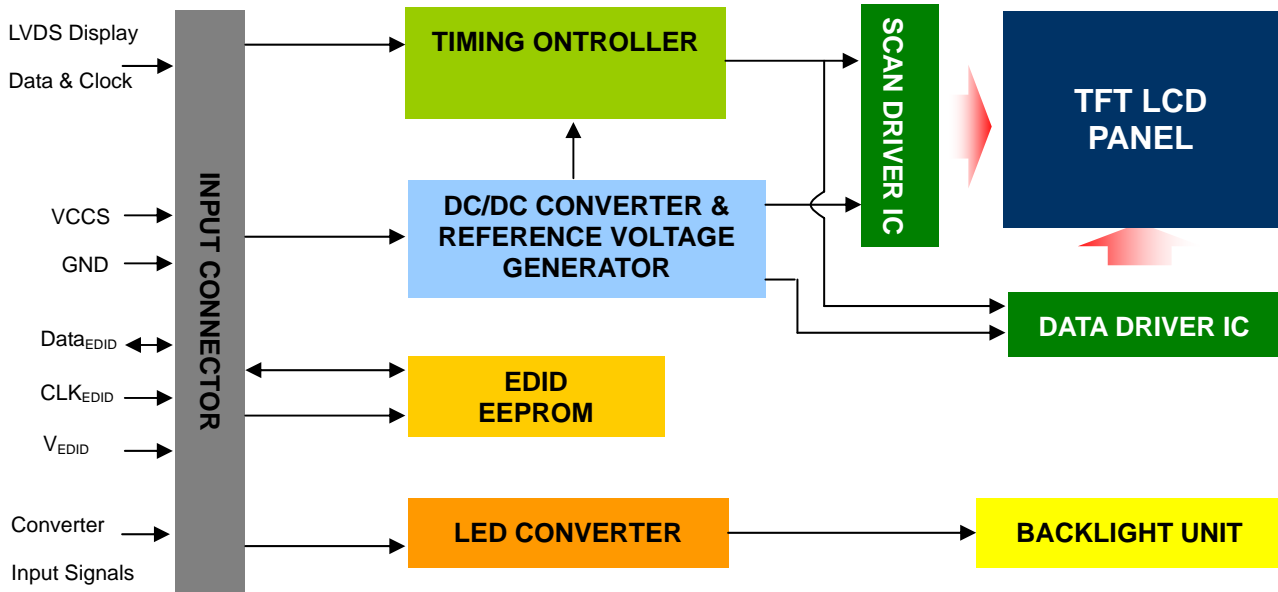 LVDS Display
Data & Clock
VCCS
GND
DataEDID
CLKEDID
VEDID
Converter
Input Signals
INPUT CONNECTOR
TIMING ONTROLLER
DC/DC CONVERTER &
REFERENCE VOLTAGE
GENERATOR
EDID
EEPROM
LED CONVERTER
SCAN DRIVER IC
TFT LCD
PANEL
DATA DRIVER IC
BACKLIGHT UNIT